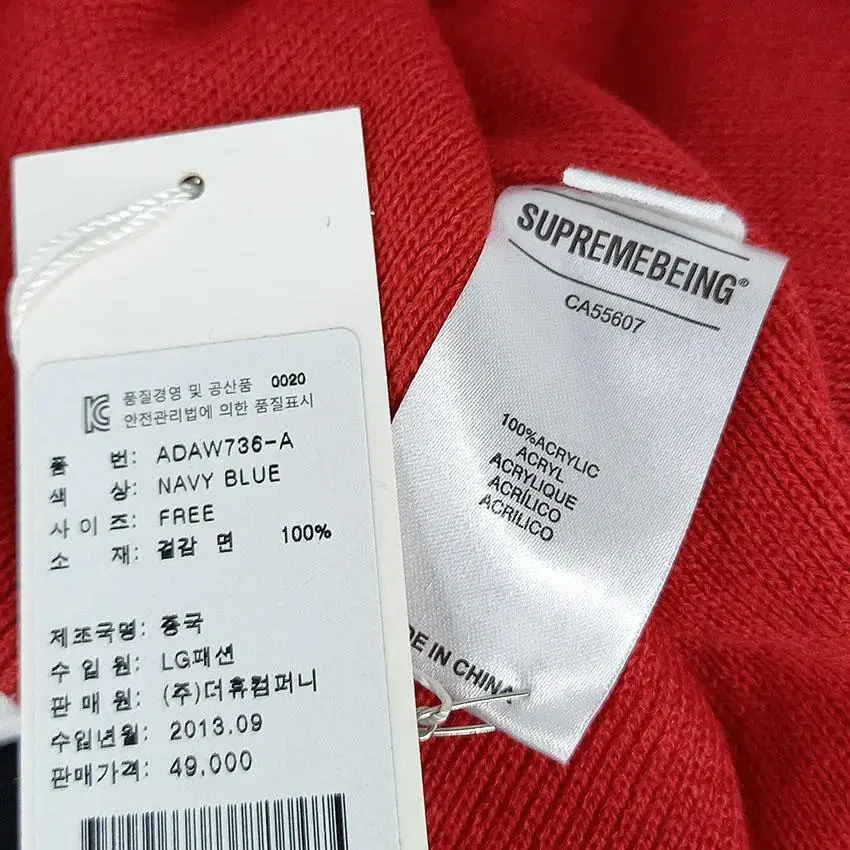 품질경영 및 공산품 0020
안전관리법에 의한 품질표시
품 번: ADAW736-A
색 상: NAVY BLUE
사 이 즈: FREE
소 재: 겉감 면 100%
제조국명: 중국
수 입 원: LG패션
판 매 원: (주)더휴컴퍼니
수입년월: 2013.09
판매가격: 49,000
SUPREMEBEING®
CA55607
100%ACRYLIC
ACRYL
ACRYLIQUE
ACRÍLICO
ACRILICO
DE IN CHINA